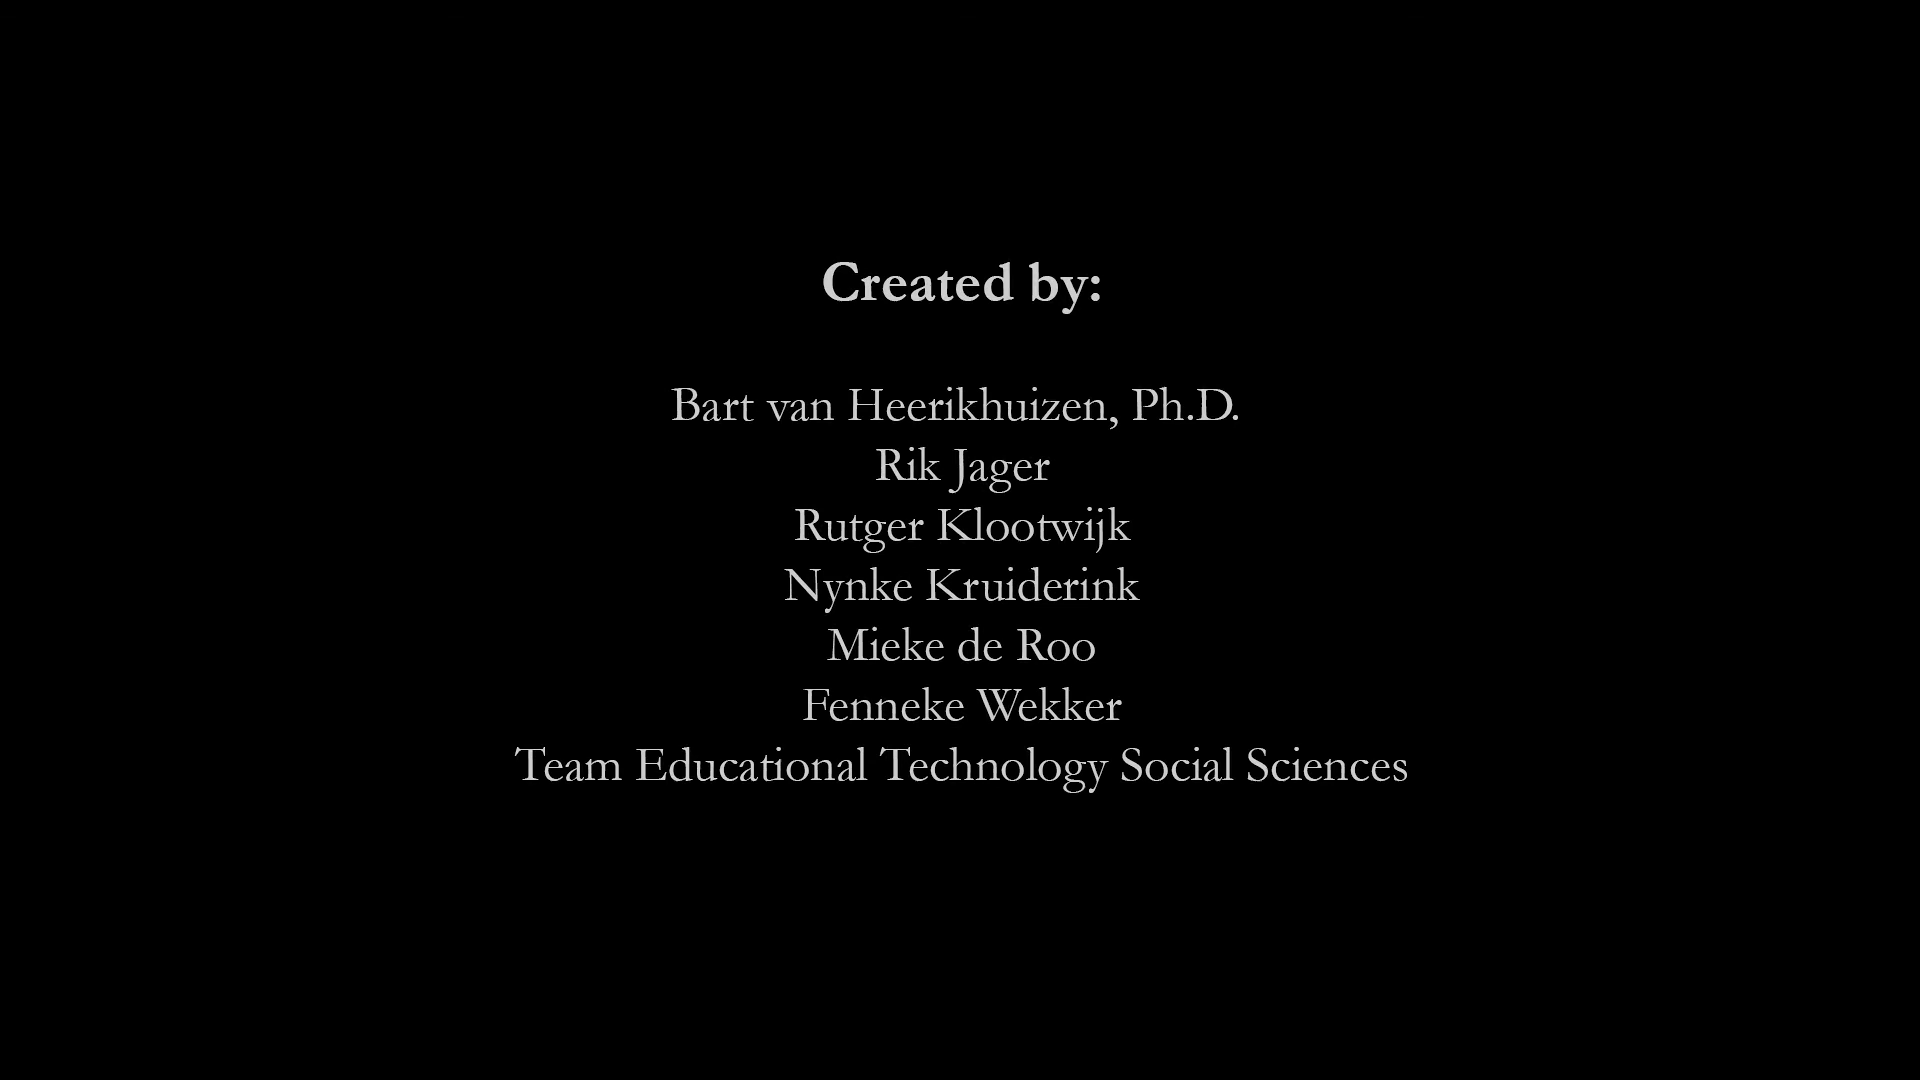 Created by:
Bart van Heerikhuizen, Ph.D.
Rik Jager
Rutger Klootwijk
Nynke Kruiderink
Mieke de Roo
Fenneke Wekker
Team Educational Technology Social Sciences